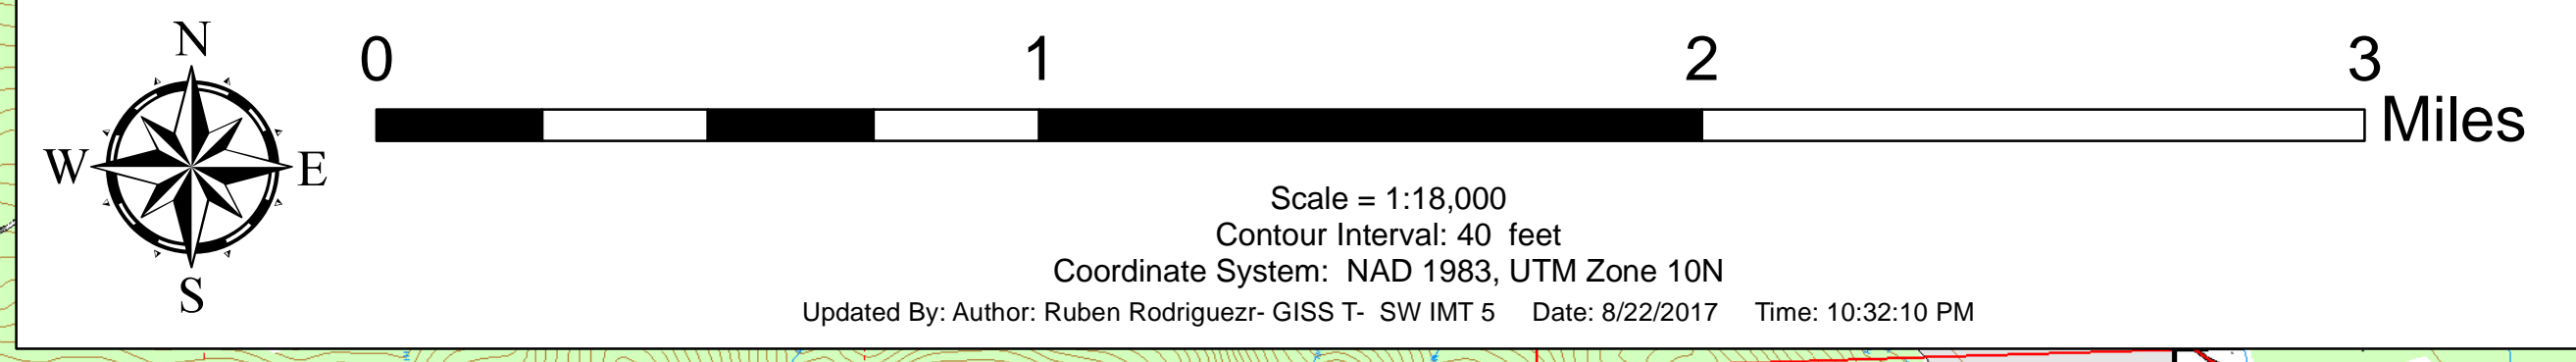 N
W E
S
0 1 2 3
Miles
Scale = 1:18,000
Contour Interval: 40 feet
Coordinate System: NAD 1983, UTM Zone 10N
Updated By: Author: Ruben Rodriguezr- GISS T- SW IMT 5 Date: 8/22/2017 Time: 10:32:10 PM